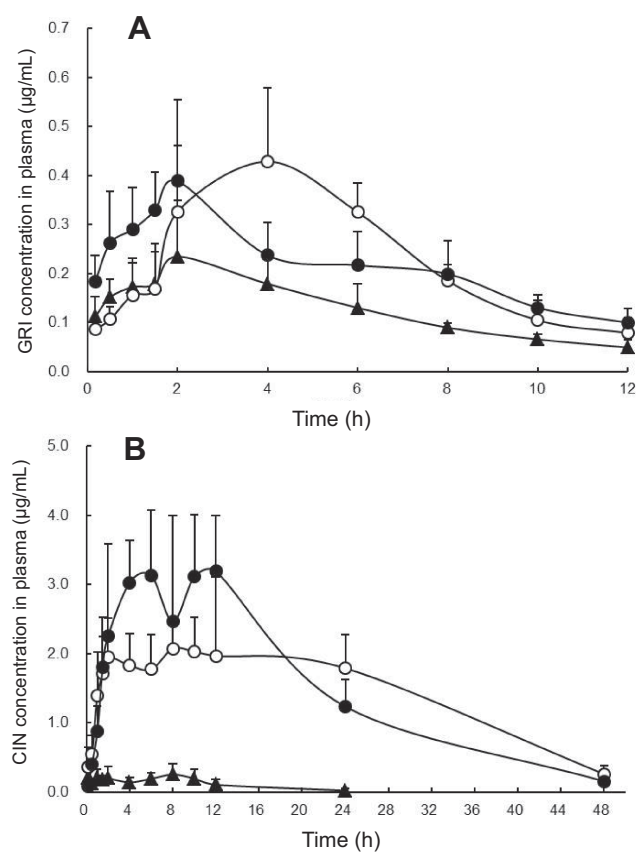 A
GRI concentration in plasma (µg/mL)
0.7
0.6
0.5
0.4
0.3
0.2
0.1
0.0
0 2 4 6 8 10 12
Time (h)
B
CIN concentration in plasma (µg/mL)
5.0
4.0
3.0
2.0
1.0
0.0
0 4 8 12 16 20 24 28 32 36 40 44 48
Time (h)